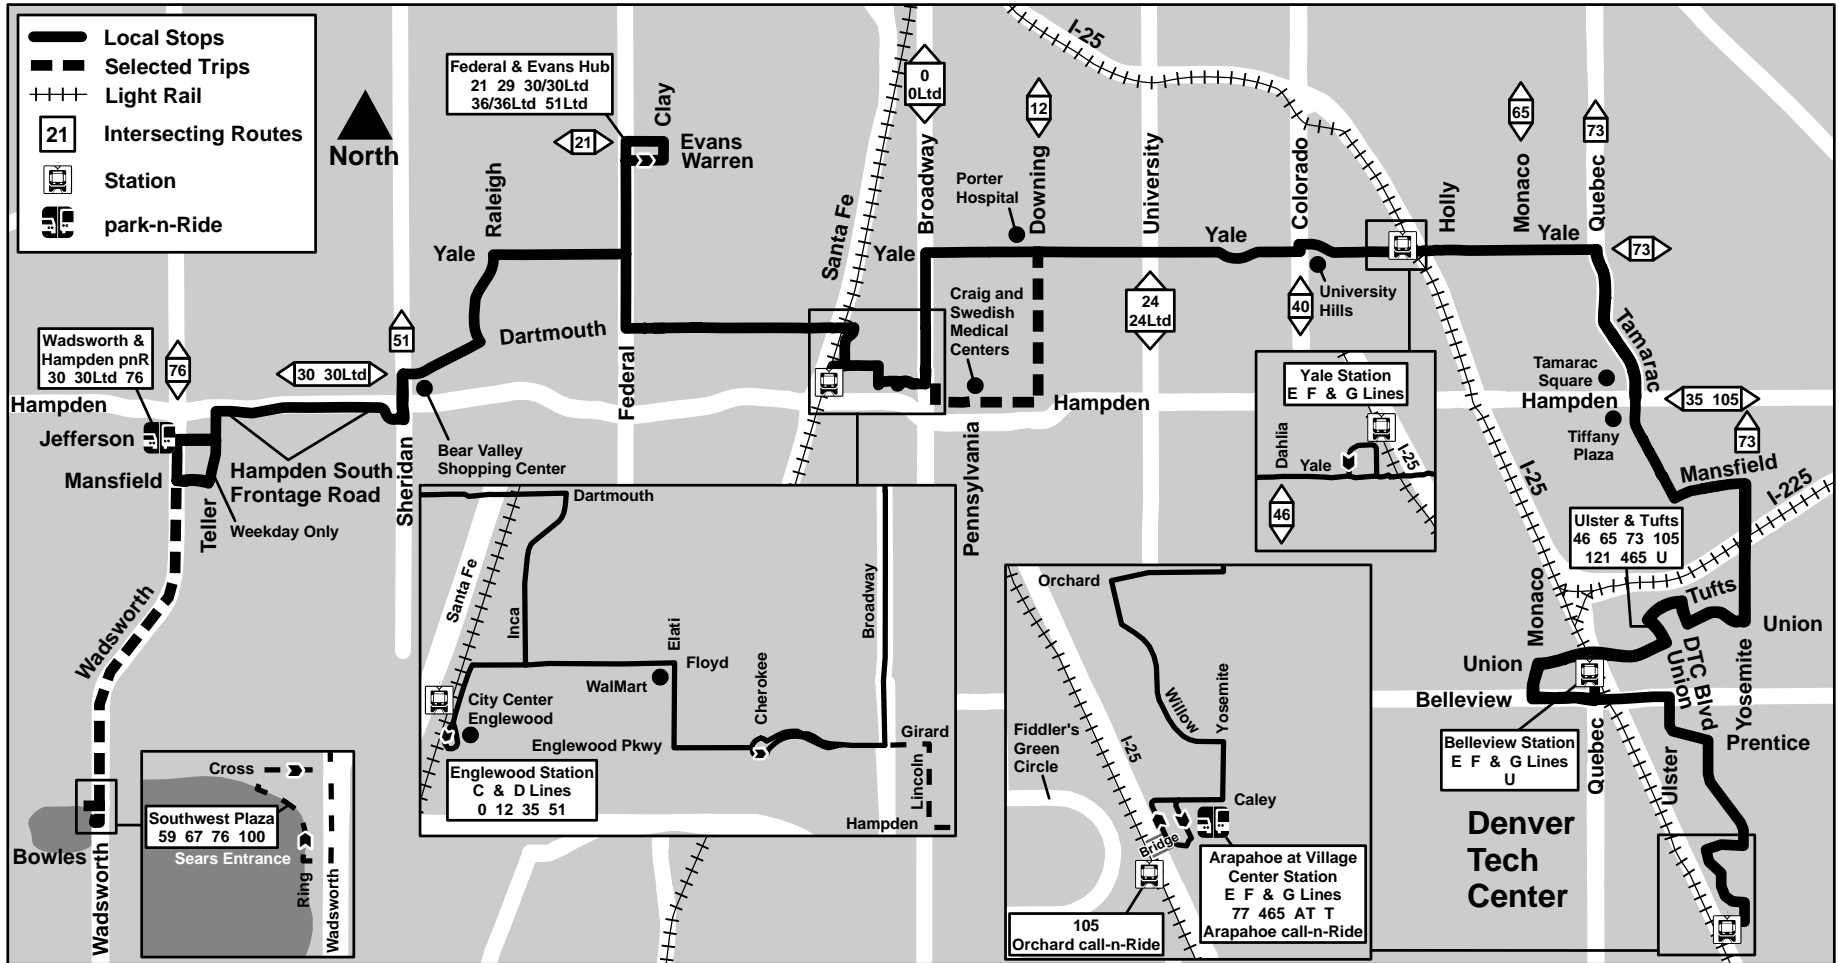 Local Stops
Selected Trips
Light Rail
21
Intersecting Routes
Station
park-n-Ride
North
Federal & Evans Hub
21 29 30/30Ltd
36/36Ltd 51Ltd
21
Clay
Evans
Warren
Raleigh
Yale
Dartmouth
Federal
51
30 30Ltd
Wadsworth &
Hampden pnR
30 30Ltd 76
76
Hampden
Jefferson
Mansfield
Teller
Hampden South
Frontage Road
Weekday Only
Sheridan
Bear Valley
Shopping Center
Wadsworth
Bowles
Wadsworth
Cross
Southwest Plaza
59 67 76 100
Sears Entrance
Ring
Wadsworth
Santa Fe
0
0Ltd
Broadway
Yale
Porter
Hospital
12
Downing
Craig and
Swedish
Medical
Centers
Pennsylvania
Hampden
University
24
24Ltd
Yale
I-25
Colorado
40
University
Hills
Holly
65
Monaco
73
Quebec
Yale
73
Tamarac
Tamarac
Square
Hampden
Tiffany
Plaza
35 105
73
Mansfield
I-225
I-25
Yale Station
E F & G Lines
Dahlia
Yale
I-25
46
Dartmouth
Santa Fe
Inca
Elati
Floyd
WalMart
Cherokee
Broadway
City Center
Englewood
Englewood Pkwy
Girard
Lincoln
Hampden
Englewood Station
C & D Lines
0 12 35 51
Orchard
Willow
Yosemite
Fiddler's
Green
Circle
I-25
Caley
Bridge
Arapahoe at Village
Center Station
E F & G Lines
77 465 AT T
Arapahoe call-n-Ride
105
Orchard call-n-Ride
Ulster & Tufts
46 65 73 105
121 465 U
Monaco
Tufts
Union
Union
Belleview
DTC Blvd
Union
Yosemite
Prentice
Belleview Station
E F & G Lines
U
Quebec
Ulster
Denver
Tech
Center